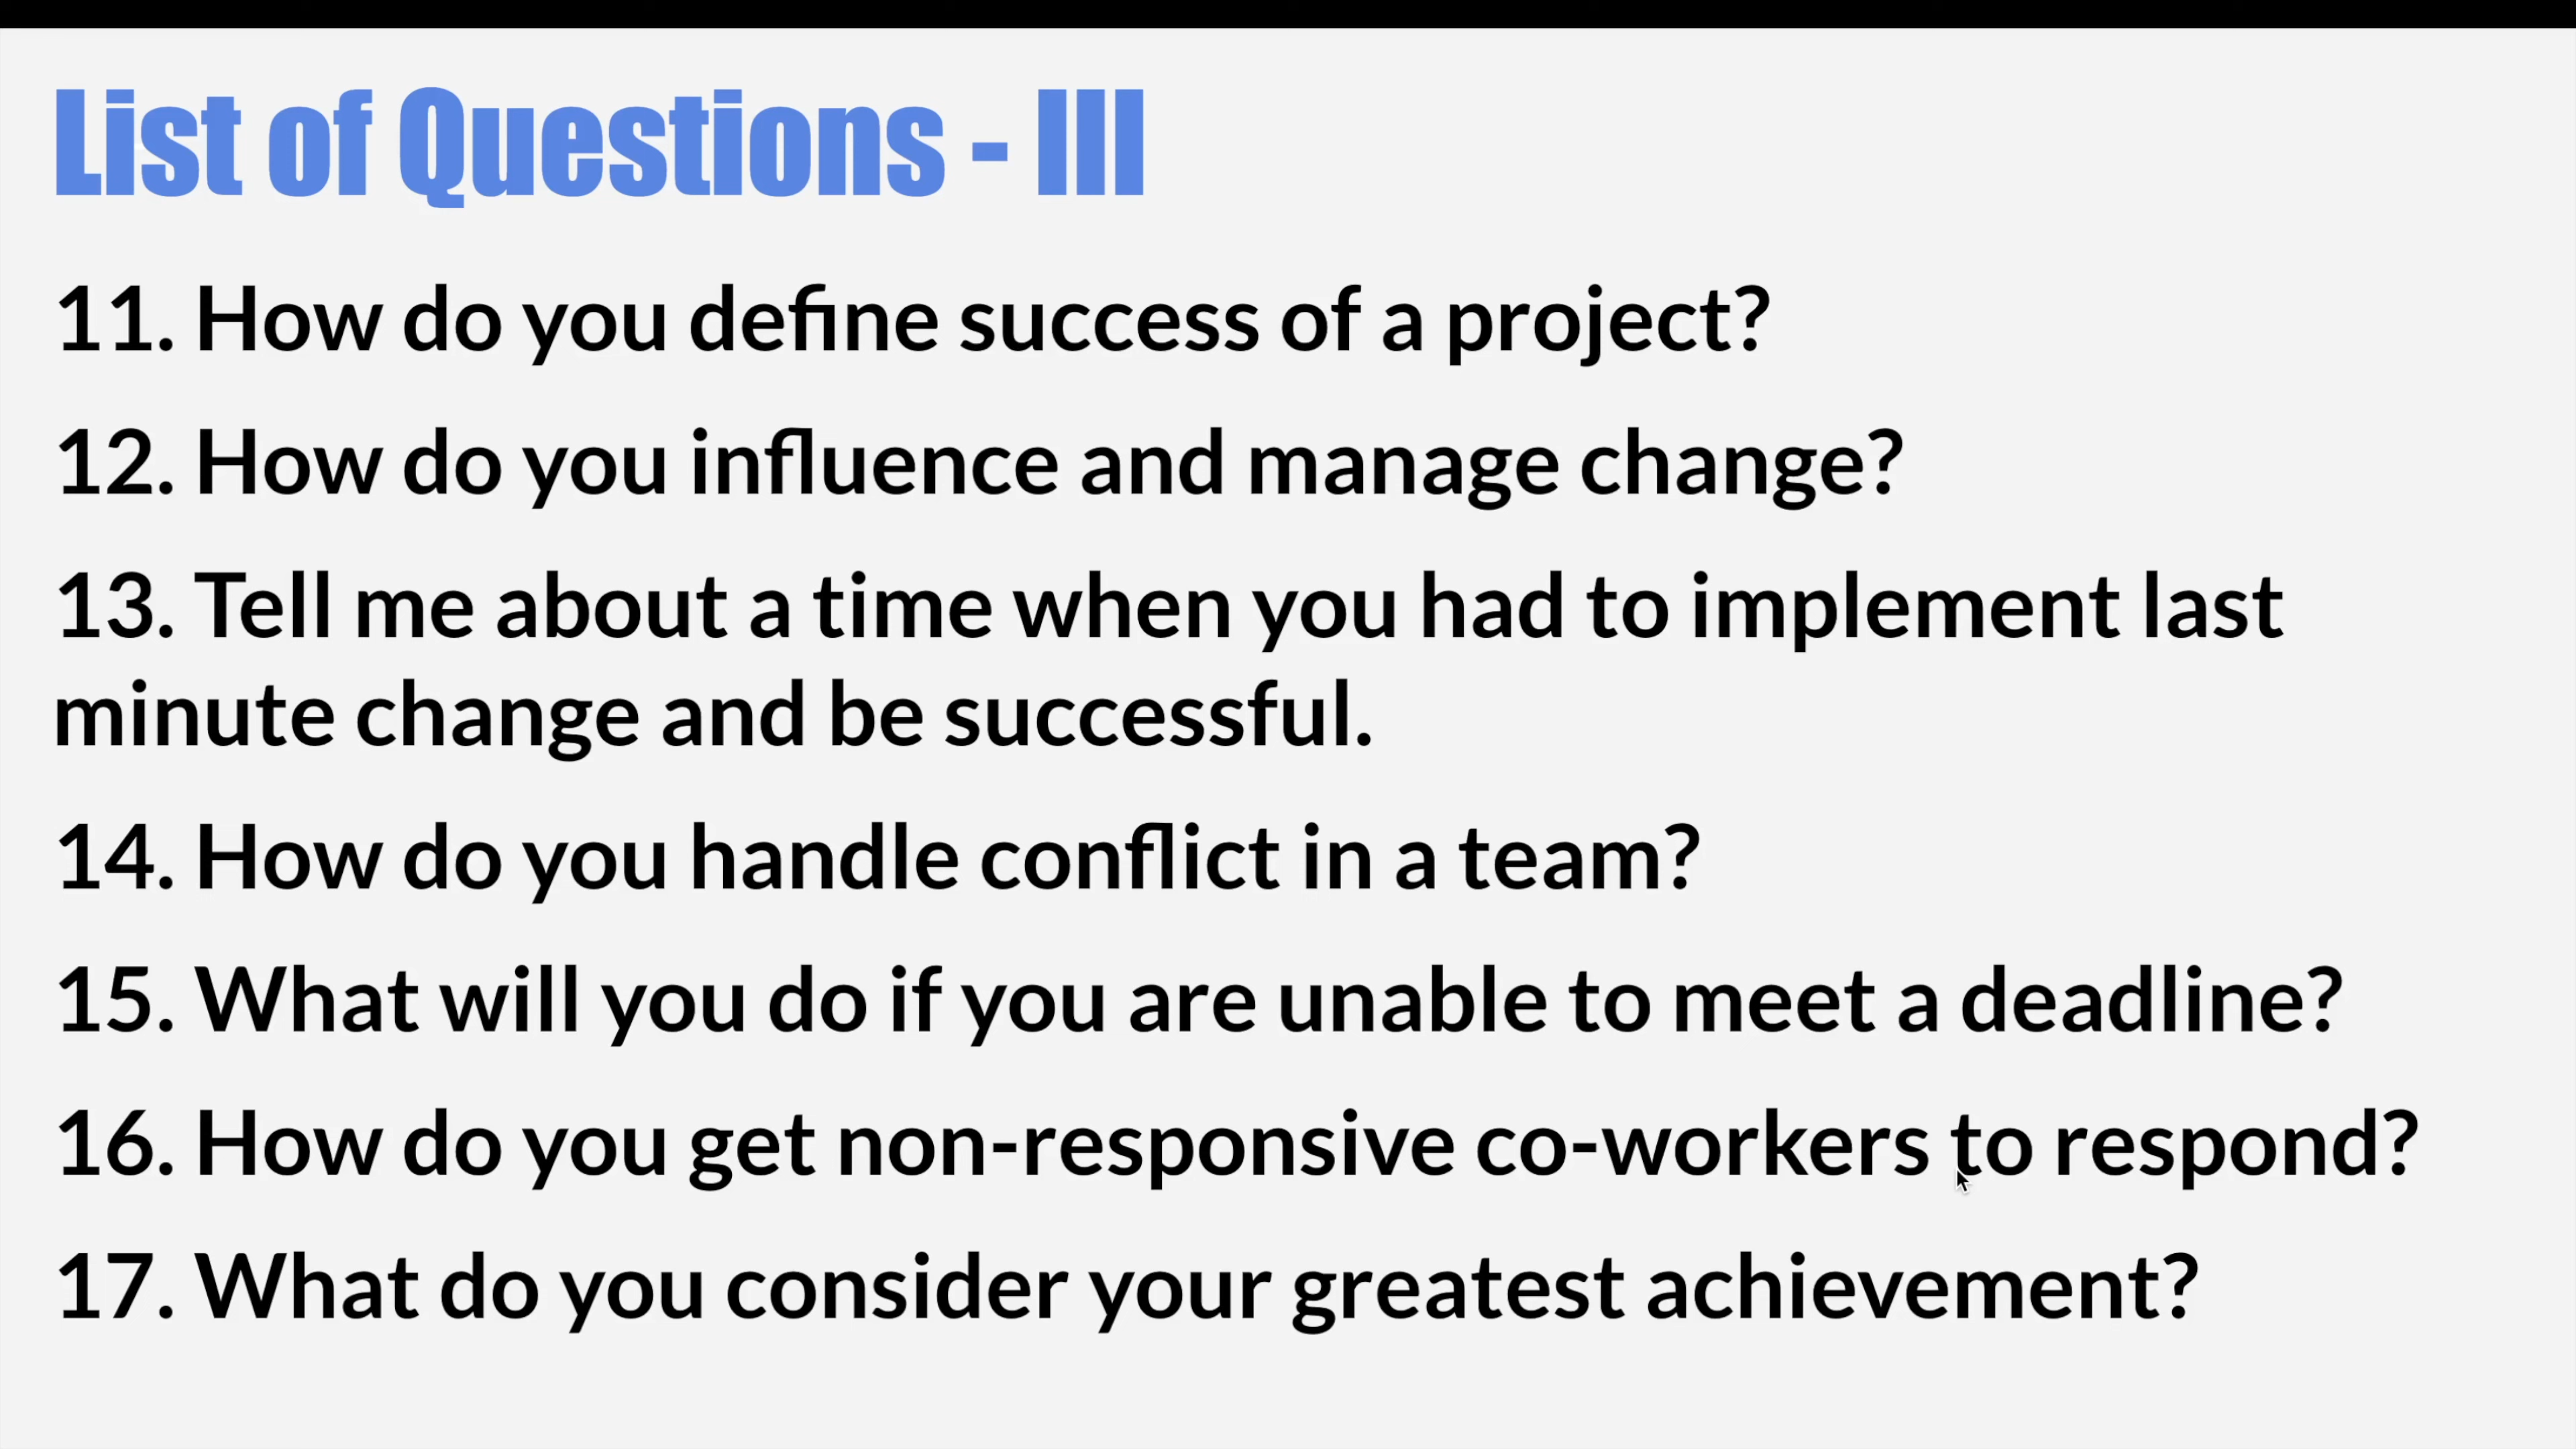 List of Questions - III
11. How do you define success of a project?
12. How do you influence and manage change?
13. Tell me about a time when you had to implement last
minute change and be successful.
14. How do you handle conflict in a team?
15. What will you do if you are unable to meet a deadline?
16. How do you get non-responsive co-workers to respond?
17. What do you consider your greatest achievement?